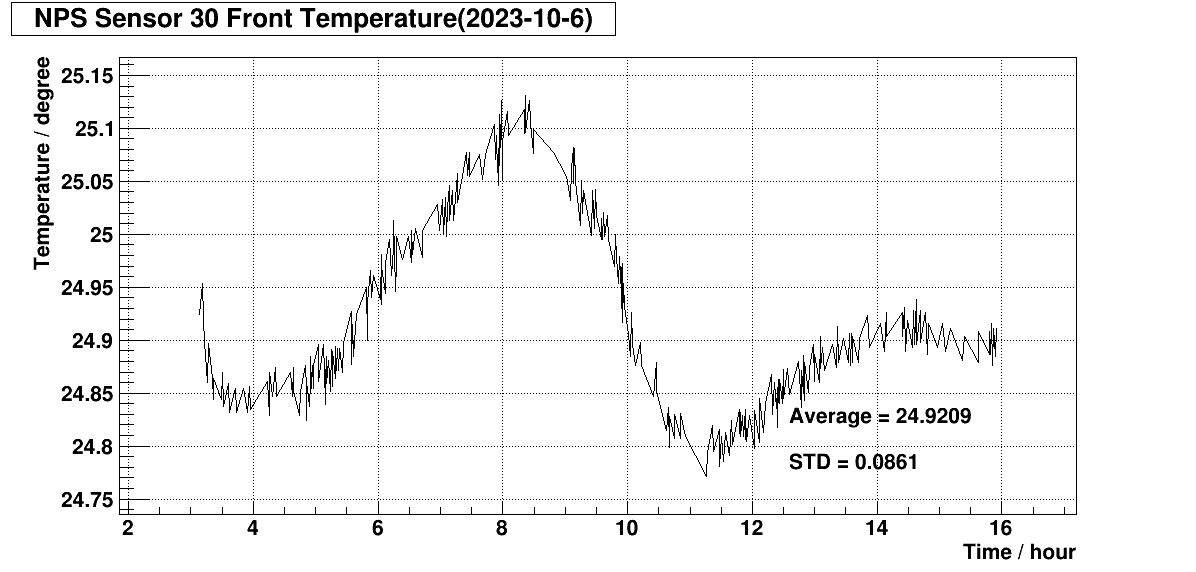 NPS Sensor 30 Front Temperature(2023-10-6)
Temperature / degree
25.15
25.1
25.05
25
24.95
24.9
24.85
24.8
24.75
Average = 24.9209
STD = 0.0861
2 4 6 8 10 12 14 16
Time / hour